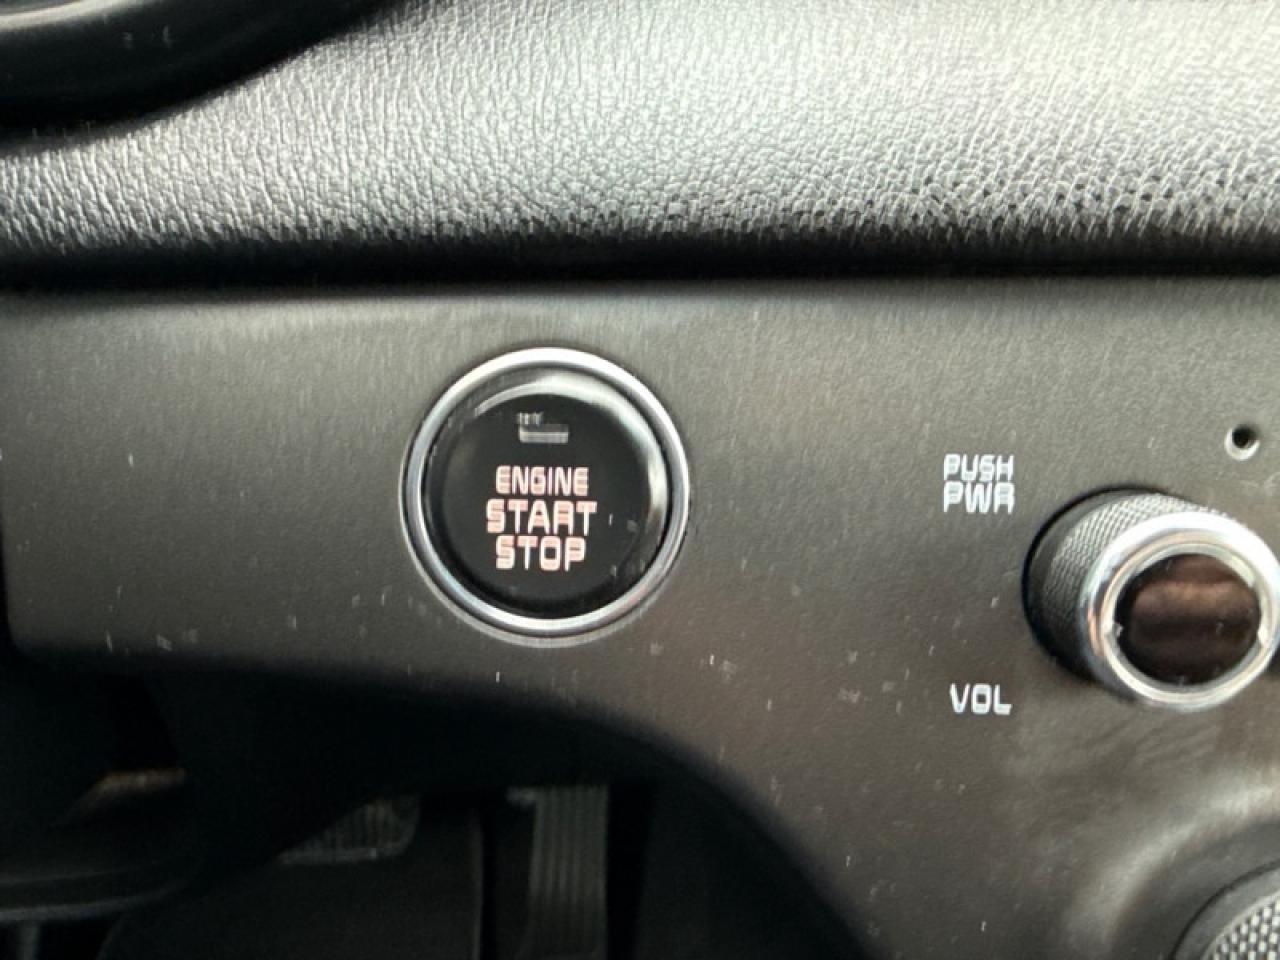 ENGINE
START
STOP
PUSH
PWR
VOL